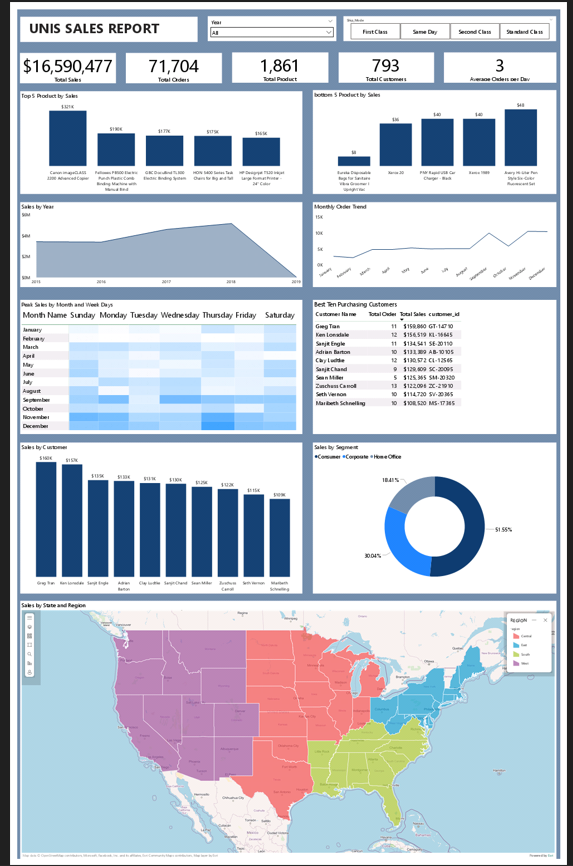 UNIS SALES REPORT
Year
All
First Class
Same Day
Second Class
Standard Class
$16,590,477
Total Sales
71,704
Total Orders
1,861
Total Product
793
Total Customers
3
Average Orders per Day
Top 5 Product by Sales
$321K
$188K
$177K
$175K
$165K
Canon imageCLASS
2200 Advanced Copier
Fellowes PB500 Electric
Punch Plastic Comb
Binding Machine with
Manual Bind
GBC DocuBind TL300
Electric Binding System
HON 5400 Series Task
Chairs for Big and Tall
HP Designjet T520 Inkjet
Large Format Printer -
24" Color
bottom 5 Product by Sales
$8
$36
$40
$40
$48
Eureka Disposable
Bags for Sanitaire
Vibra Groomer I
Upright Vac
Xerox 20
PNY Rapid USB Car
Charger - Black
Xerox 1989
Avery Hi-Liter Pen
Style Six-Color
Fluorescent Set
Sales by Year
$6M
$4M
$2M
$0M
2015
2016
2017
2018
2019
Monthly Order Trend
15K
10K
5K
0K
January
February
March
April
May
June
July
August
September
October
November
December
Peak Sales by Month and Week Days
Month Name Sunday Monday Tuesday Wednesday Thursday Friday Saturday
January
February
March
April
May
June
July
August
September
October
November
December
Best Ten Purchasing Customers
Customer Name Total Order Total Sales customer_id
Greg Tran 11 $159,860 GT-14710
Ken Lonsdale 12 $156,519 KL-16645
Sanjit Engle 11 $134,541 SE-20110
Adrian Barton 10 $133,389 AB-10105
Clay Ludtke 12 $130,572 CL-12565
Sanjit Chand 9 $129,609 SC-20095
Sean Miller 5 $125,365 SM-20320
Zuschuss Carroll 13 $122,096 ZC-21910
Seth Vernon 10 $114,720 SV-20365
Maribeth Schnelling 10 $108,520 MS-17365
Sales by Customer
$160K
$157K
$135K
$133K
$131K
$130K
$125K
$122K
$115K
$109K
Greg Tran
Ken Lonsdale
Sanjit Engle
Adrian
Barton
Clay Ludtke
Sanjit Chand
Sean Miller
Zuschuss
Carroll
Seth Vernon
Maribeth
Schnelling
Sales by Segment
Consumer Corporate Home Office
18.41%
30.04%
51.55%
Sales by State and Region
Region
Central
East
South
West